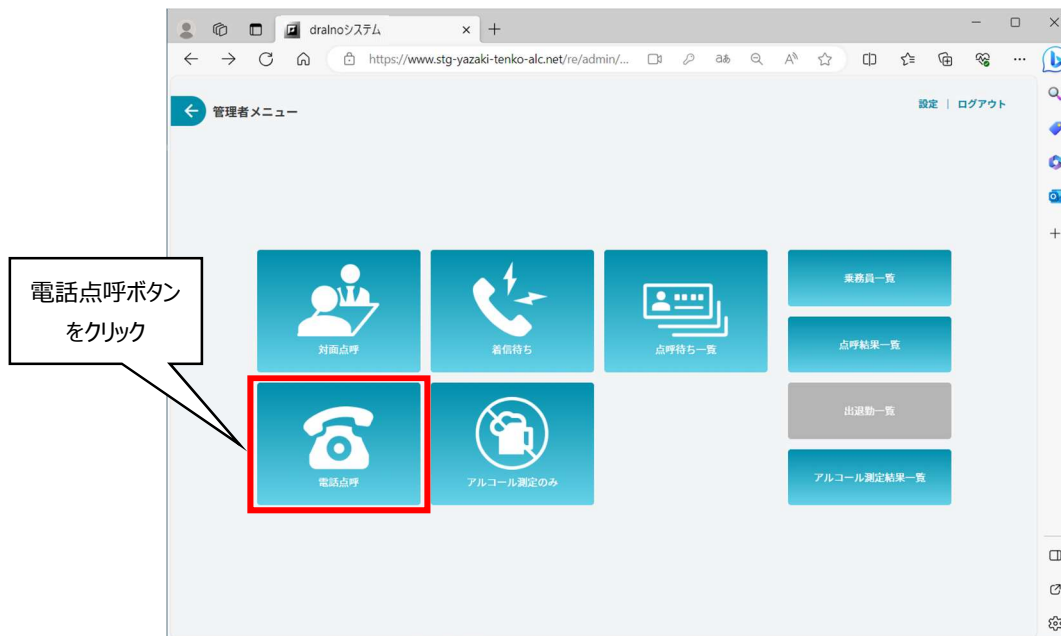 dralnoシステム
https://www.stg-yazaki-tenko-alc.net/re/admin/...
管理者メニュー
設定 | ログアウト
電話点呼ボタン
をクリック
対面点呼
着信待ち
点呼待ち一覧
乗務員一覧
点呼結果一覧
電話点呼
アルコール測定のみ
出退勤一覧
アルコール測定結果一覧